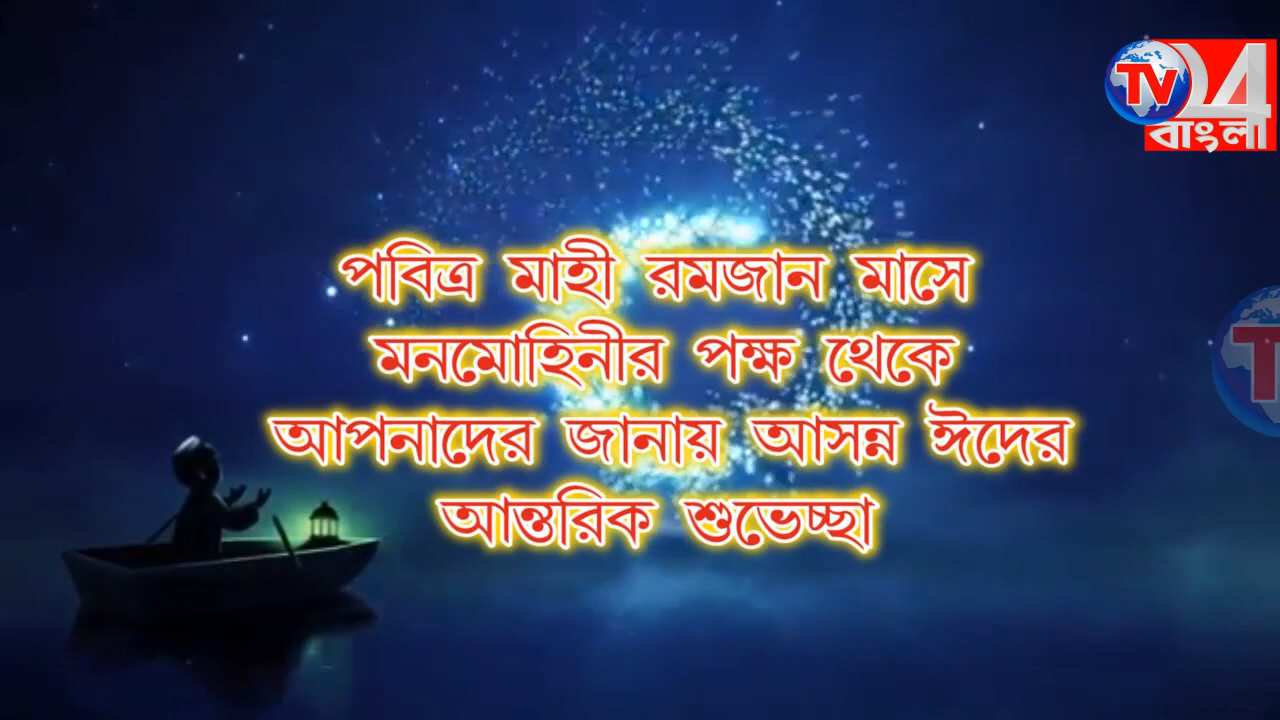 TV 24
বাংলা
পবিত্র মাহী রমজান মাসে
মনমোহিনীর পক্ষ থেকে
আপনাদের জানায় আসন্ন ঈদের
আন্তরিক শুভেচ্ছা
T